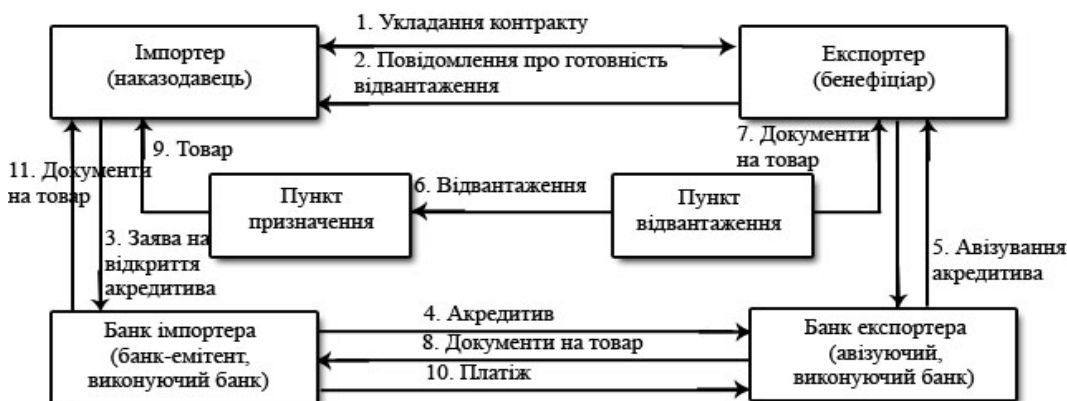 1. Укладання контракту
Імпортер
(наказодавець)
Експортер
(бенефіціар)
2. Повідомлення про готовність
відвантаження
9. Товар
7. Документи
на товар
11. Документи
на товар
6. Відвантаження
Пункт
призначення
Пункт
відвантаження
3. Заява на
відкриття
акредитива
5. Авізування
акредитива
4. Акредитив
8. Документи на товар
10. Платіж
Банк імпортера
(банк-емітент,
виконуючий банк)
Банк експортера
(авізуючий,
виконуючий банк)